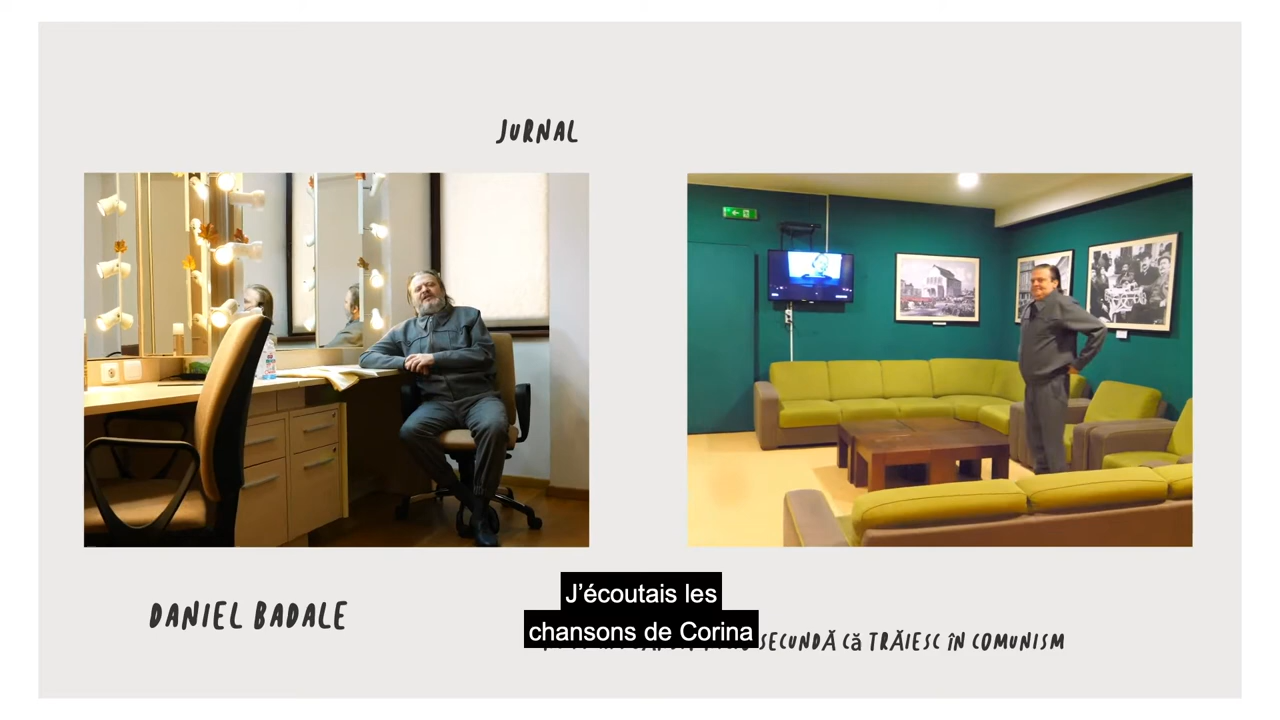 JURNAL
DANIEL BADALE
J'écoutais les
chansons de Corina
SECUNDĂ Că TRĂIESC îN COMUNISM